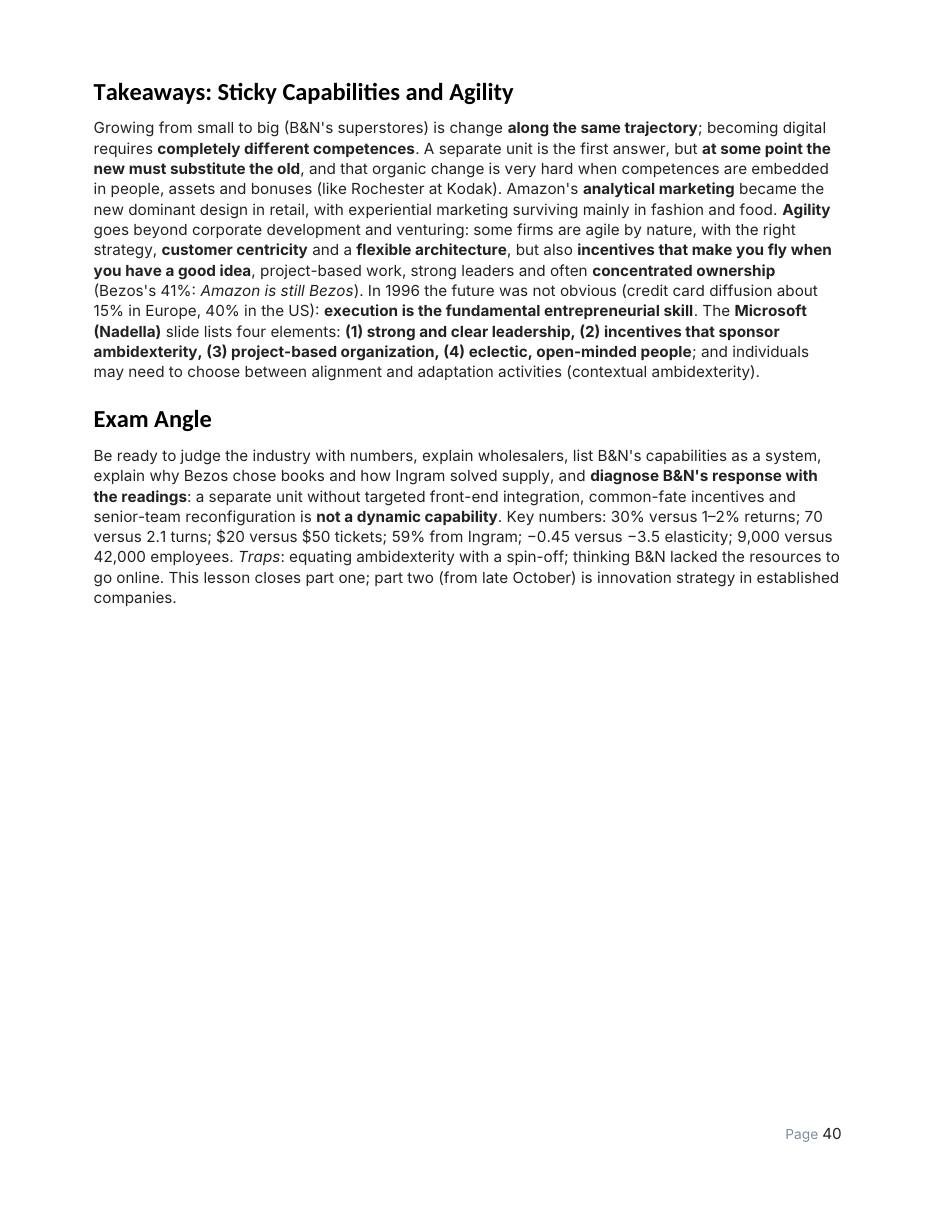 Takeaways: Sticky Capabilities and Agility
Growing from small to big (B&N's superstores) is change along the same trajectory; becoming digital
requires completely different competences. A separate unit is the first answer, but at some point the
new must substitute the old, and that organic change is very hard when competences are embedded
in people, assets and bonuses (like Rochester at Kodak). Amazon's analytical marketing became the
new dominant design in retail, with experiential marketing surviving mainly in fashion and food. Agility
goes beyond corporate development and venturing: some firms are agile by nature, with the right
strategy, customer centricity and a flexible architecture, but also incentives that make you fly when
you have a good idea, project-based work, strong leaders and often concentrated ownership
(Bezos's 41%: Amazon is still Bezos). In 1996 the future was not obvious (credit card diffusion about
15% in Europe, 40% in the US): execution is the fundamental entrepreneurial skill. The Microsoft
(Nadella) slide lists four elements: (1) strong and clear leadership, (2) incentives that sponsor
ambidexterity, (3) project-based organization, (4) eclectic, open-minded people; and individuals
may need to choose between alignment and adaptation activities (contextual ambidexterity).
Exam Angle
Be ready to judge the industry with numbers, explain wholesalers, list B&N's capabilities as a system,
explain why Bezos chose books and how Ingram solved supply, and diagnose B&N's response with
the readings: a separate unit without targeted front-end integration, common-fate incentives and
senior-team reconfiguration is not a dynamic capability. Key numbers: 30% versus 1–2% returns; 70
versus 2.1 turns; $20 versus $50 tickets; 59% from Ingram; −0.45 versus −3.5 elasticity; 9,000 versus
42,000 employees. Traps: equating ambidexterity with a spin-off; thinking B&N lacked the resources to
go online. This lesson closes part one; part two (from late October) is innovation strategy in established
companies.
Page 40